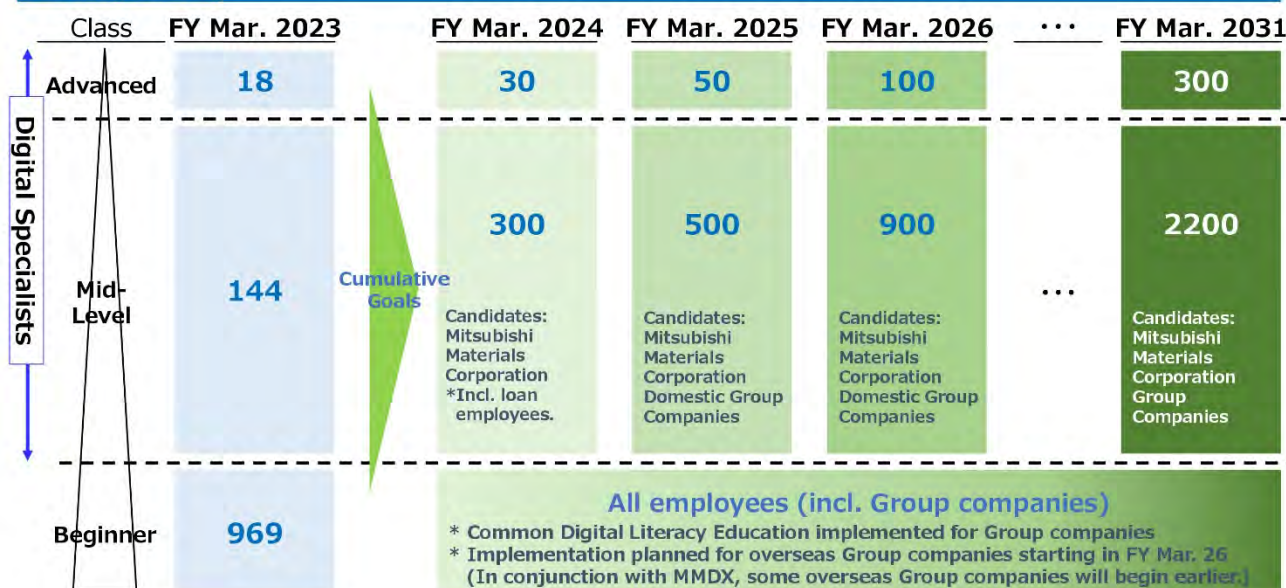 Class FY Mar. 2023 FY Mar. 2024 FY Mar. 2025 FY Mar. 2026 ··· FY Mar. 2031
Digital Specialists
Advanced 18 30 50 100 300
Mid-
Level
144
Cumulative
Goals
300
Candidates:
Mitsubishi
Materials
Corporation
*Incl. loan
employees.
500
Candidates:
Mitsubishi
Materials
Corporation
Domestic Group
Companies
900
Candidates:
Mitsubishi
Materials
Corporation
Domestic Group
Companies
···
2200
Candidates:
Mitsubishi
Materials
Corporation
Group
Companies
Beginner 969
All employees (incl. Group companies)
* Common Digital Literacy Education implemented for Group companies
* Implementation planned for overseas Group companies starting in FY Mar. 26
(In conjunction with MMDX, some overseas Group companies will begin earlier)